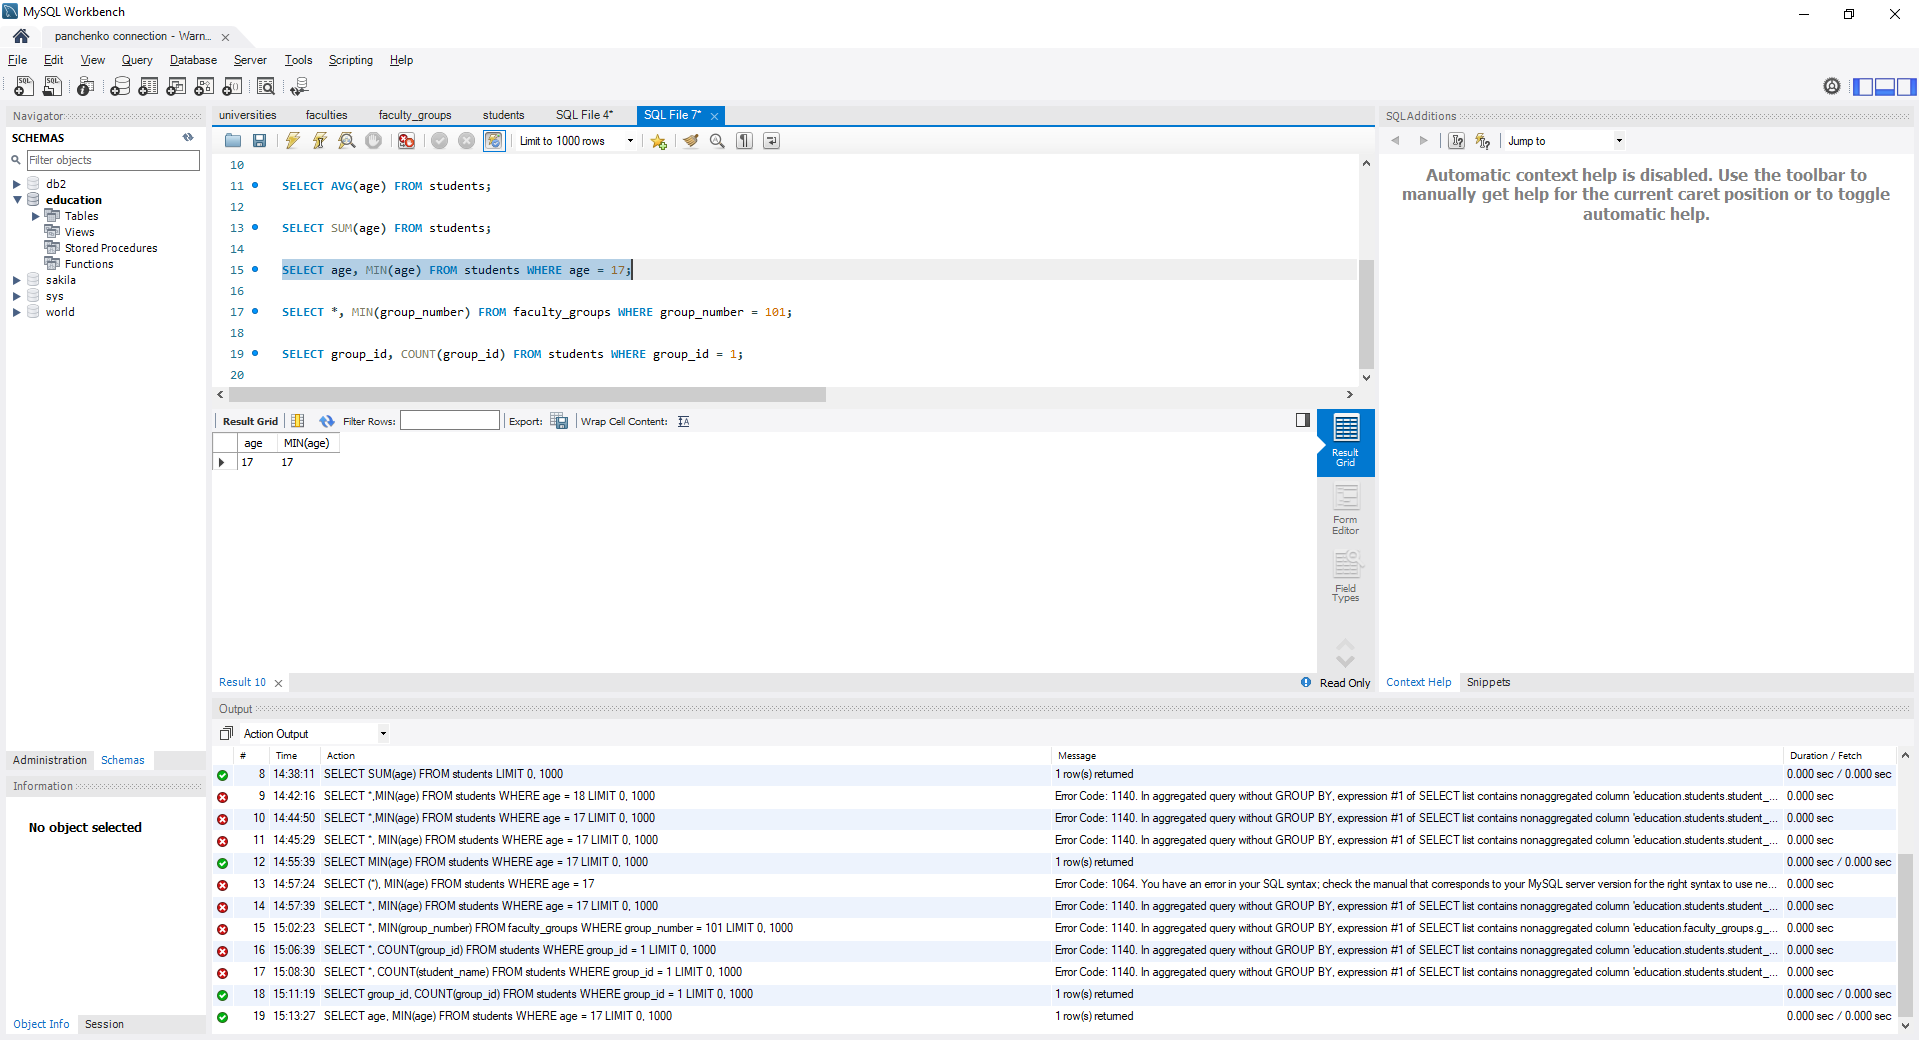 MySQL Workbench
panchenko connection - Warn...
File Edit View Query Database Server Tools Scripting Help
Navigator
SCHEMAS
Filter objects
db2
education
Tables
Views
Stored Procedures
Functions
sakila
sys
world
Administration Schemas
Information
No object selected
Object Info Session
universities faculties faculty_groups students SQL File 4* SQL File 7*
Limit to 1000 rows
10
11 SELECT AVG(age) FROM students;
12
13 SELECT SUM(age) FROM students;
14
15 SELECT age, MIN(age) FROM students WHERE age = 17;
16
17 SELECT *, MIN(group_number) FROM faculty_groups WHERE group_number = 101;
18
19 SELECT group_id, COUNT(group_id) FROM students WHERE group_id = 1;
20
Result Grid Filter Rows: Export: Wrap Cell Content:
age MIN(age)
17 17
Result Grid
Form Editor
Field Types
Result 10
Read Only
SQLAdditions
Jump to
Automatic context help is disabled. Use the toolbar to
manually get help for the current caret position or to toggle
automatic help.
Context Help Snippets
Output
Action Output
# Time Action Message Duration / Fetch
8 14:38:11 SELECT SUM(age) FROM students LIMIT 0, 1000 1 row(s) returned 0.000 sec / 0.000 sec
9 14:42:16 SELECT *,MIN(age) FROM students WHERE age = 18 LIMIT 0, 1000 Error Code: 1140. In aggregated query without GROUP BY, expression #1 of SELECT list contains nonaggregated column 'education.students.student_... 0.000 sec
10 14:44:50 SELECT *,MIN(age) FROM students WHERE age = 17 LIMIT 0, 1000 Error Code: 1140. In aggregated query without GROUP BY, expression #1 of SELECT list contains nonaggregated column 'education.students.student_... 0.000 sec
11 14:45:29 SELECT *, MIN(age) FROM students WHERE age = 17 LIMIT 0, 1000 Error Code: 1140. In aggregated query without GROUP BY, expression #1 of SELECT list contains nonaggregated column 'education.students.student_... 0.000 sec
12 14:55:39 SELECT MIN(age) FROM students WHERE age = 17 LIMIT 0, 1000 1 row(s) returned 0.000 sec / 0.000 sec
13 14:57:24 SELECT (*), MIN(age) FROM students WHERE age = 17 Error Code: 1064. You have an error in your SQL syntax; check the manual that corresponds to your MySQL server version for the right syntax to use ne... 0.000 sec
14 14:57:39 SELECT *, MIN(age) FROM students WHERE age = 17 LIMIT 0, 1000 Error Code: 1140. In aggregated query without GROUP BY, expression #1 of SELECT list contains nonaggregated column 'education.students.student_... 0.000 sec
15 15:02:23 SELECT *, MIN(group_number) FROM faculty_groups WHERE group_number = 101 LIMIT 0, 1000 Error Code: 1140. In aggregated query without GROUP BY, expression #1 of SELECT list contains nonaggregated column 'education.faculty_groups.g_... 0.000 sec
16 15:06:39 SELECT *, COUNT(group_id) FROM students WHERE group_id = 1 LIMIT 0, 1000 Error Code: 1140. In aggregated query without GROUP BY, expression #1 of SELECT list contains nonaggregated column 'education.students.student_... 0.000 sec
17 15:08:30 SELECT *, COUNT(student_name) FROM students WHERE group_id = 1 LIMIT 0, 1000 Error Code: 1140. In aggregated query without GROUP BY, expression #1 of SELECT list contains nonaggregated column 'education.students.student_... 0.000 sec
18 15:11:19 SELECT group_id, COUNT(group_id) FROM students WHERE group_id = 1 LIMIT 0, 1000 1 row(s) returned 0.000 sec / 0.000 sec
19 15:13:27 SELECT age, MIN(age) FROM students WHERE age = 17 LIMIT 0, 1000 1 row(s) returned 0.000 sec / 0.000 sec